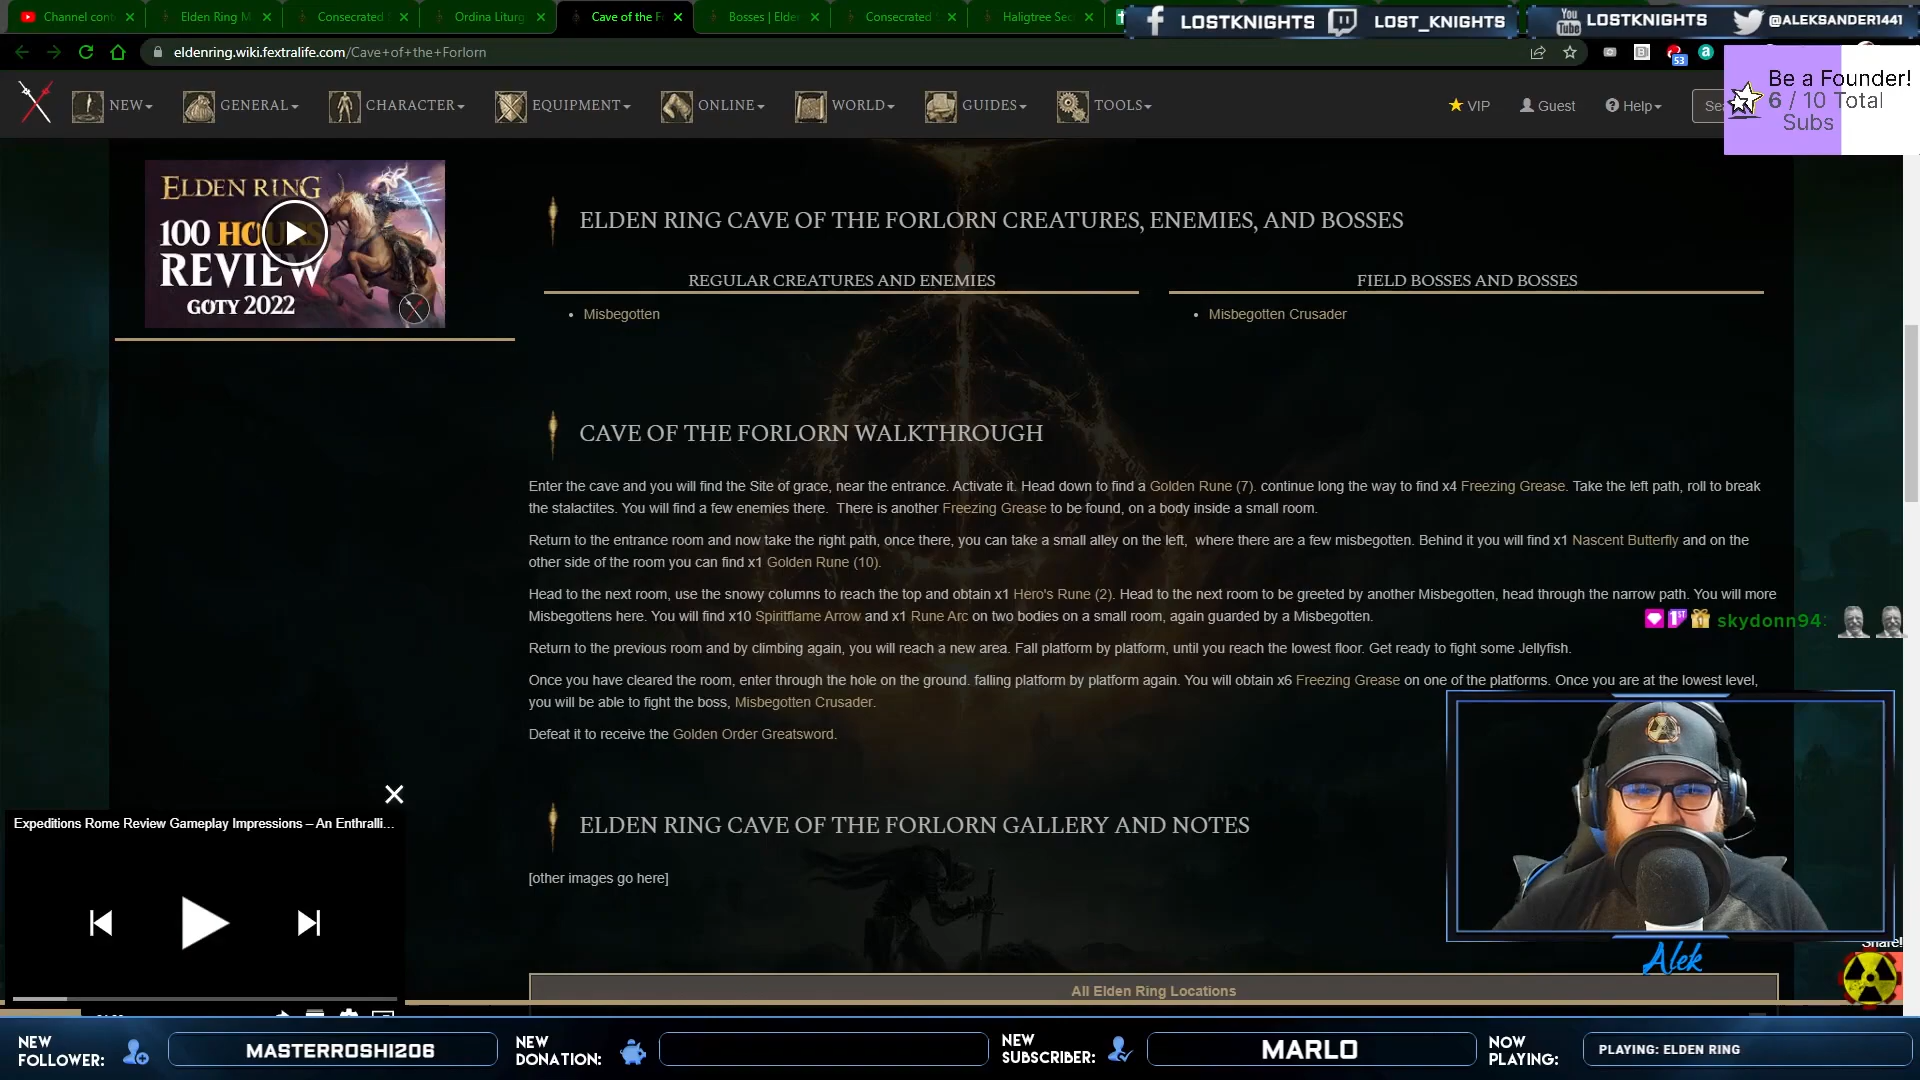 Channel cont
Elden Ring M
Consecrated
Ordina Liturg
Cave of the F
Bosses | Elde
Consecrated
Haligtree Sec
LOSTKNIGHTS
LOST_KNIGHTS
You Tube LOSTKNIGHTS
@ALEKSANDER1441
eldenring.wiki.fextralife.com/Cave+of+the+Forlorn
53
Be a Founder!
6 / 10 Total
Subs
NEW
GENERAL
CHARACTER
EQUIPMENT
ONLINE
WORLD
GUIDES
TOOLS
VIP
Guest
Help
Se
ELDEN RING
100 HOURS
REVIEW
GOTY 2022
ELDEN RING CAVE OF THE FORLORN CREATURES, ENEMIES, AND BOSSES
REGULAR CREATURES AND ENEMIES
FIELD BOSSES AND BOSSES
• Misbegotten
• Misbegotten Crusader
CAVE OF THE FORLORN WALKTHROUGH
Enter the cave and you will find the Site of grace, near the entrance. Activate it. Head down to find a Golden Rune (7). continue long the way to find x4 Freezing Grease. Take the left path, roll to break
the stalactites. You will find a few enemies there. There is another Freezing Grease to be found, on a body inside a small room.
Return to the entrance room and now take the right path, once there, you can take a small alley on the left, where there are a few misbegotten. Behind it you will find x1 Nascent Butterfly and on the
other side of the room you can find x1 Golden Rune (10).
Head to the next room, use the snowy columns to reach the top and obtain x1 Hero's Rune (2). Head to the next room to be greeted by another Misbegotten, head through the narrow path. You will more
Misbegottens here. You will find x10 Spiritflame Arrow and x1 Rune Arc on two bodies on a small room, again guarded by a Misbegotten.
1ST skydonn94:
Return to the previous room and by climbing again, you will reach a new area. Fall platform by platform, until you reach the lowest floor. Get ready to fight some Jellyfish.
Once you have cleared the room, enter through the hole on the ground. falling platform by platform again. You will obtain x6 Freezing Grease on one of the platforms. Once you are at the lowest level,
you will be able to fight the boss, Misbegotten Crusader.
Defeat it to receive the Golden Order Greatsword.
Expeditions Rome Review Gameplay Impressions – An Enthralli...
ELDEN RING CAVE OF THE FORLORN GALLERY AND NOTES
[other images go here]
Alek
Share!
All Elden Ring Locations
NEW FOLLOWER:
MASTERROSHI206
NEW DONATION:
NEW SUBSCRIBER:
MARLO
NOW PLAYING:
PLAYING: ELDEN RING